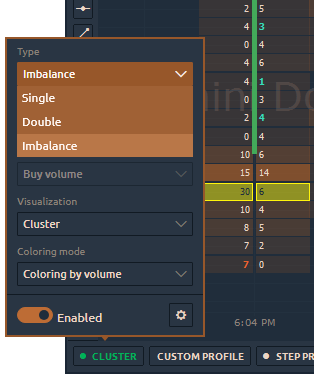 Type
Imbalance
Single
Double
Imbalance
Buy volume
Visualization
Cluster
Coloring mode
Coloring by volume
Enabled
2 5
4 3
0 4
4 6
4 1
0 3
2 4
0 4
10 6
15 14
30 6
10 4
8 5
7 2
7 0
6:04 PM
CLUSTER
CUSTOM PROFILE
STEP PR